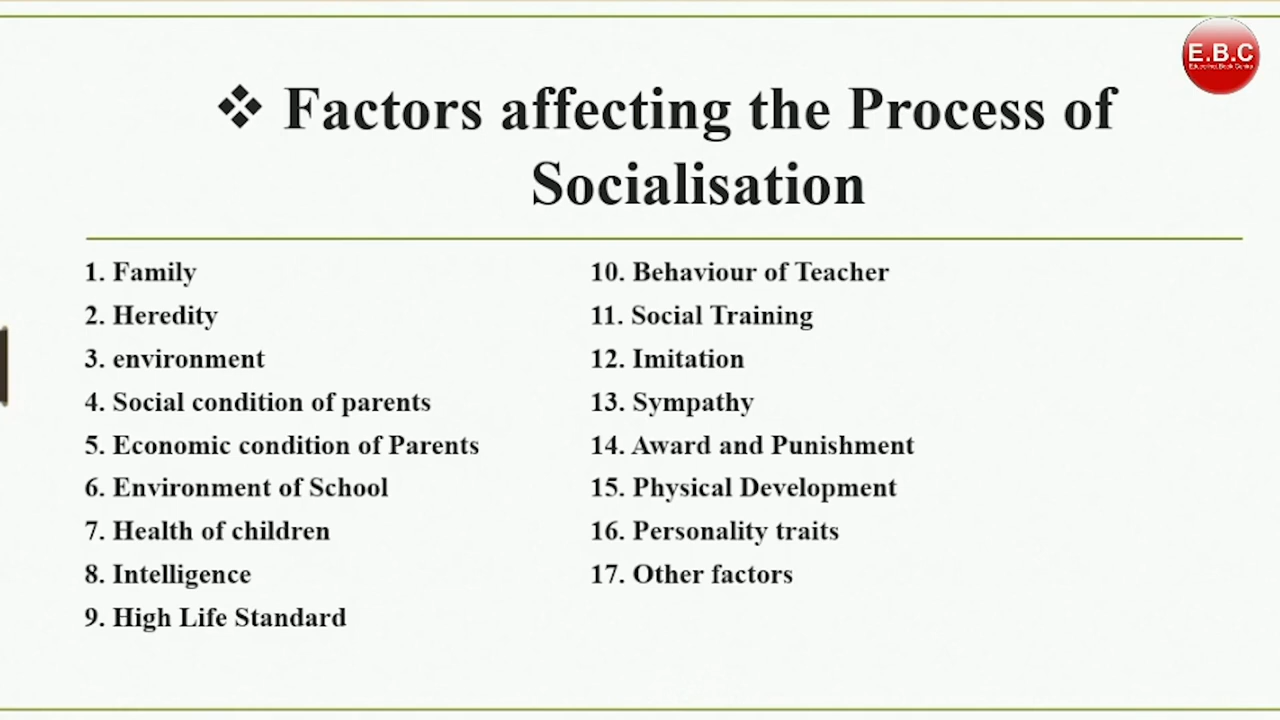 E.B.C
❖ Factors affecting the Process of
Socialisation
1. Family
2. Heredity
3. environment
4. Social condition of parents
5. Economic condition of Parents
6. Environment of School
7. Health of children
8. Intelligence
9. High Life Standard
10. Behaviour of Teacher
11. Social Training
12. Imitation
13. Sympathy
14. Award and Punishment
15. Physical Development
16. Personality traits
17. Other factors